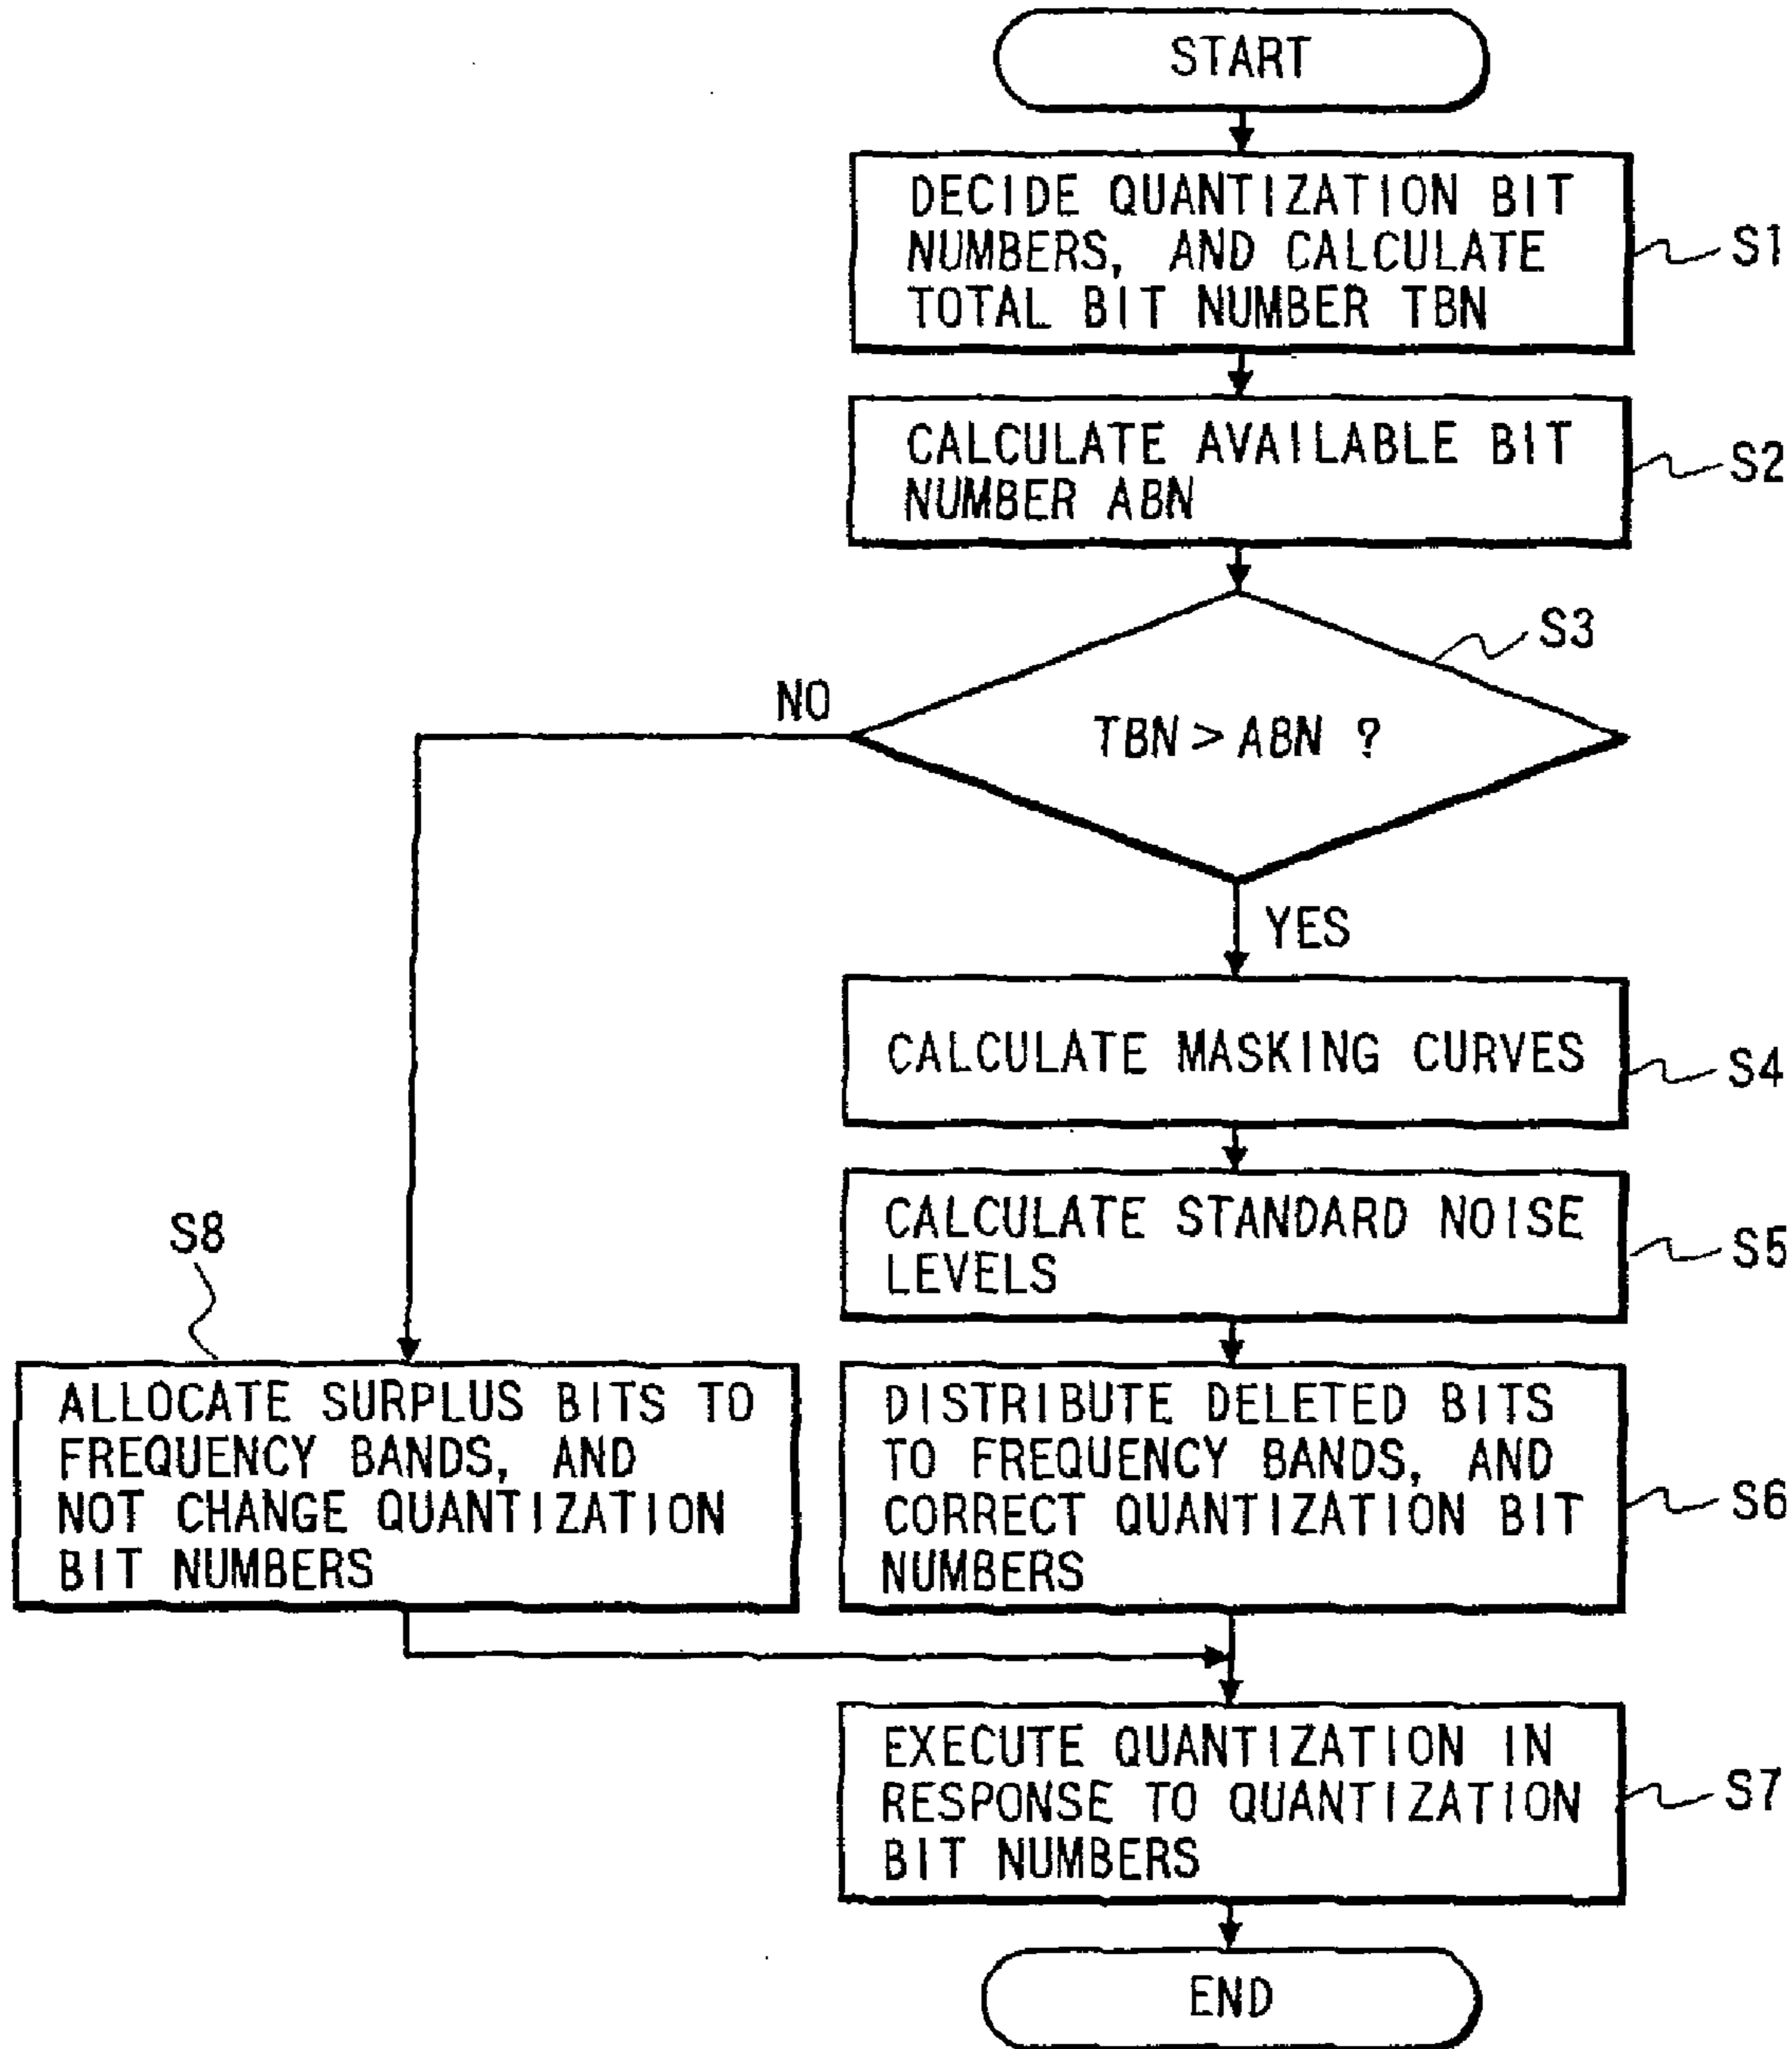 START
DECIDE QUANTIZATION BIT
NUMBERS, AND CALCULATE
TOTAL BIT NUMBER TBN
S1
CALCULATE AVAILABLE BIT
NUMBER ABN
S2
S3
TBN > ABN ?
NO
YES
CALCULATE MASKING CURVES
S4
CALCULATE STANDARD NOISE
LEVELS
S5
S8
ALLOCATE SURPLUS BITS TO
FREQUENCY BANDS, AND
NOT CHANGE QUANTIZATION
BIT NUMBERS
DISTRIBUTE DELETED BITS
TO FREQUENCY BANDS, AND
CORRECT QUANTIZATION BIT
NUMBERS
S6
EXECUTE QUANTIZATION IN
RESPONSE TO QUANTIZATION
BIT NUMBERS
S7
END